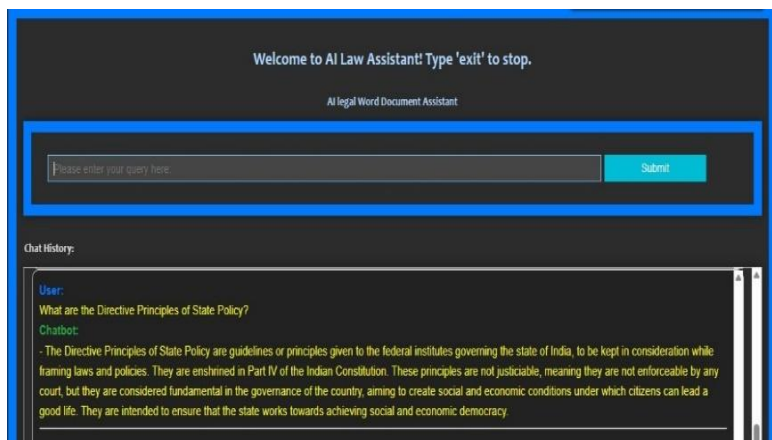 Welcome to AI Law Assistant! Type 'exit' to stop.
AI legal Word Document Assistant
Please enter your query here:
Submit
Chat History:
User:
What are the Directive Principles of State Policy?
Chatbot:
- The Directive Principles of State Policy are guidelines or principles given to the federal institutes governing the state of India, to be kept in consideration while
framing laws and policies. They are enshrined in Part IV of the Indian Constitution. These principles are not justiciable, meaning they are not enforceable by any
court, but they are considered fundamental in the governance of the country, aiming to create social and economic conditions under which citizens can lead a
good life. They are intended to ensure that the state works towards achieving social and economic democracy.